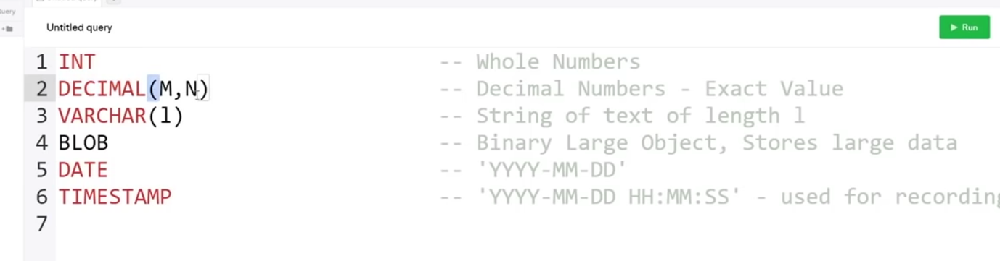 Query
Untitled query
Run
1 INT -- Whole Numbers
2 DECIMAL(M,N) -- Decimal Numbers - Exact Value
3 VARCHAR(l) -- String of text of length l
4 BLOB -- Binary Large Object, Stores large data
5 DATE -- 'YYYY-MM-DD'
6 TIMESTAMP -- 'YYYY-MM-DD HH:MM:SS' - used for recording
7